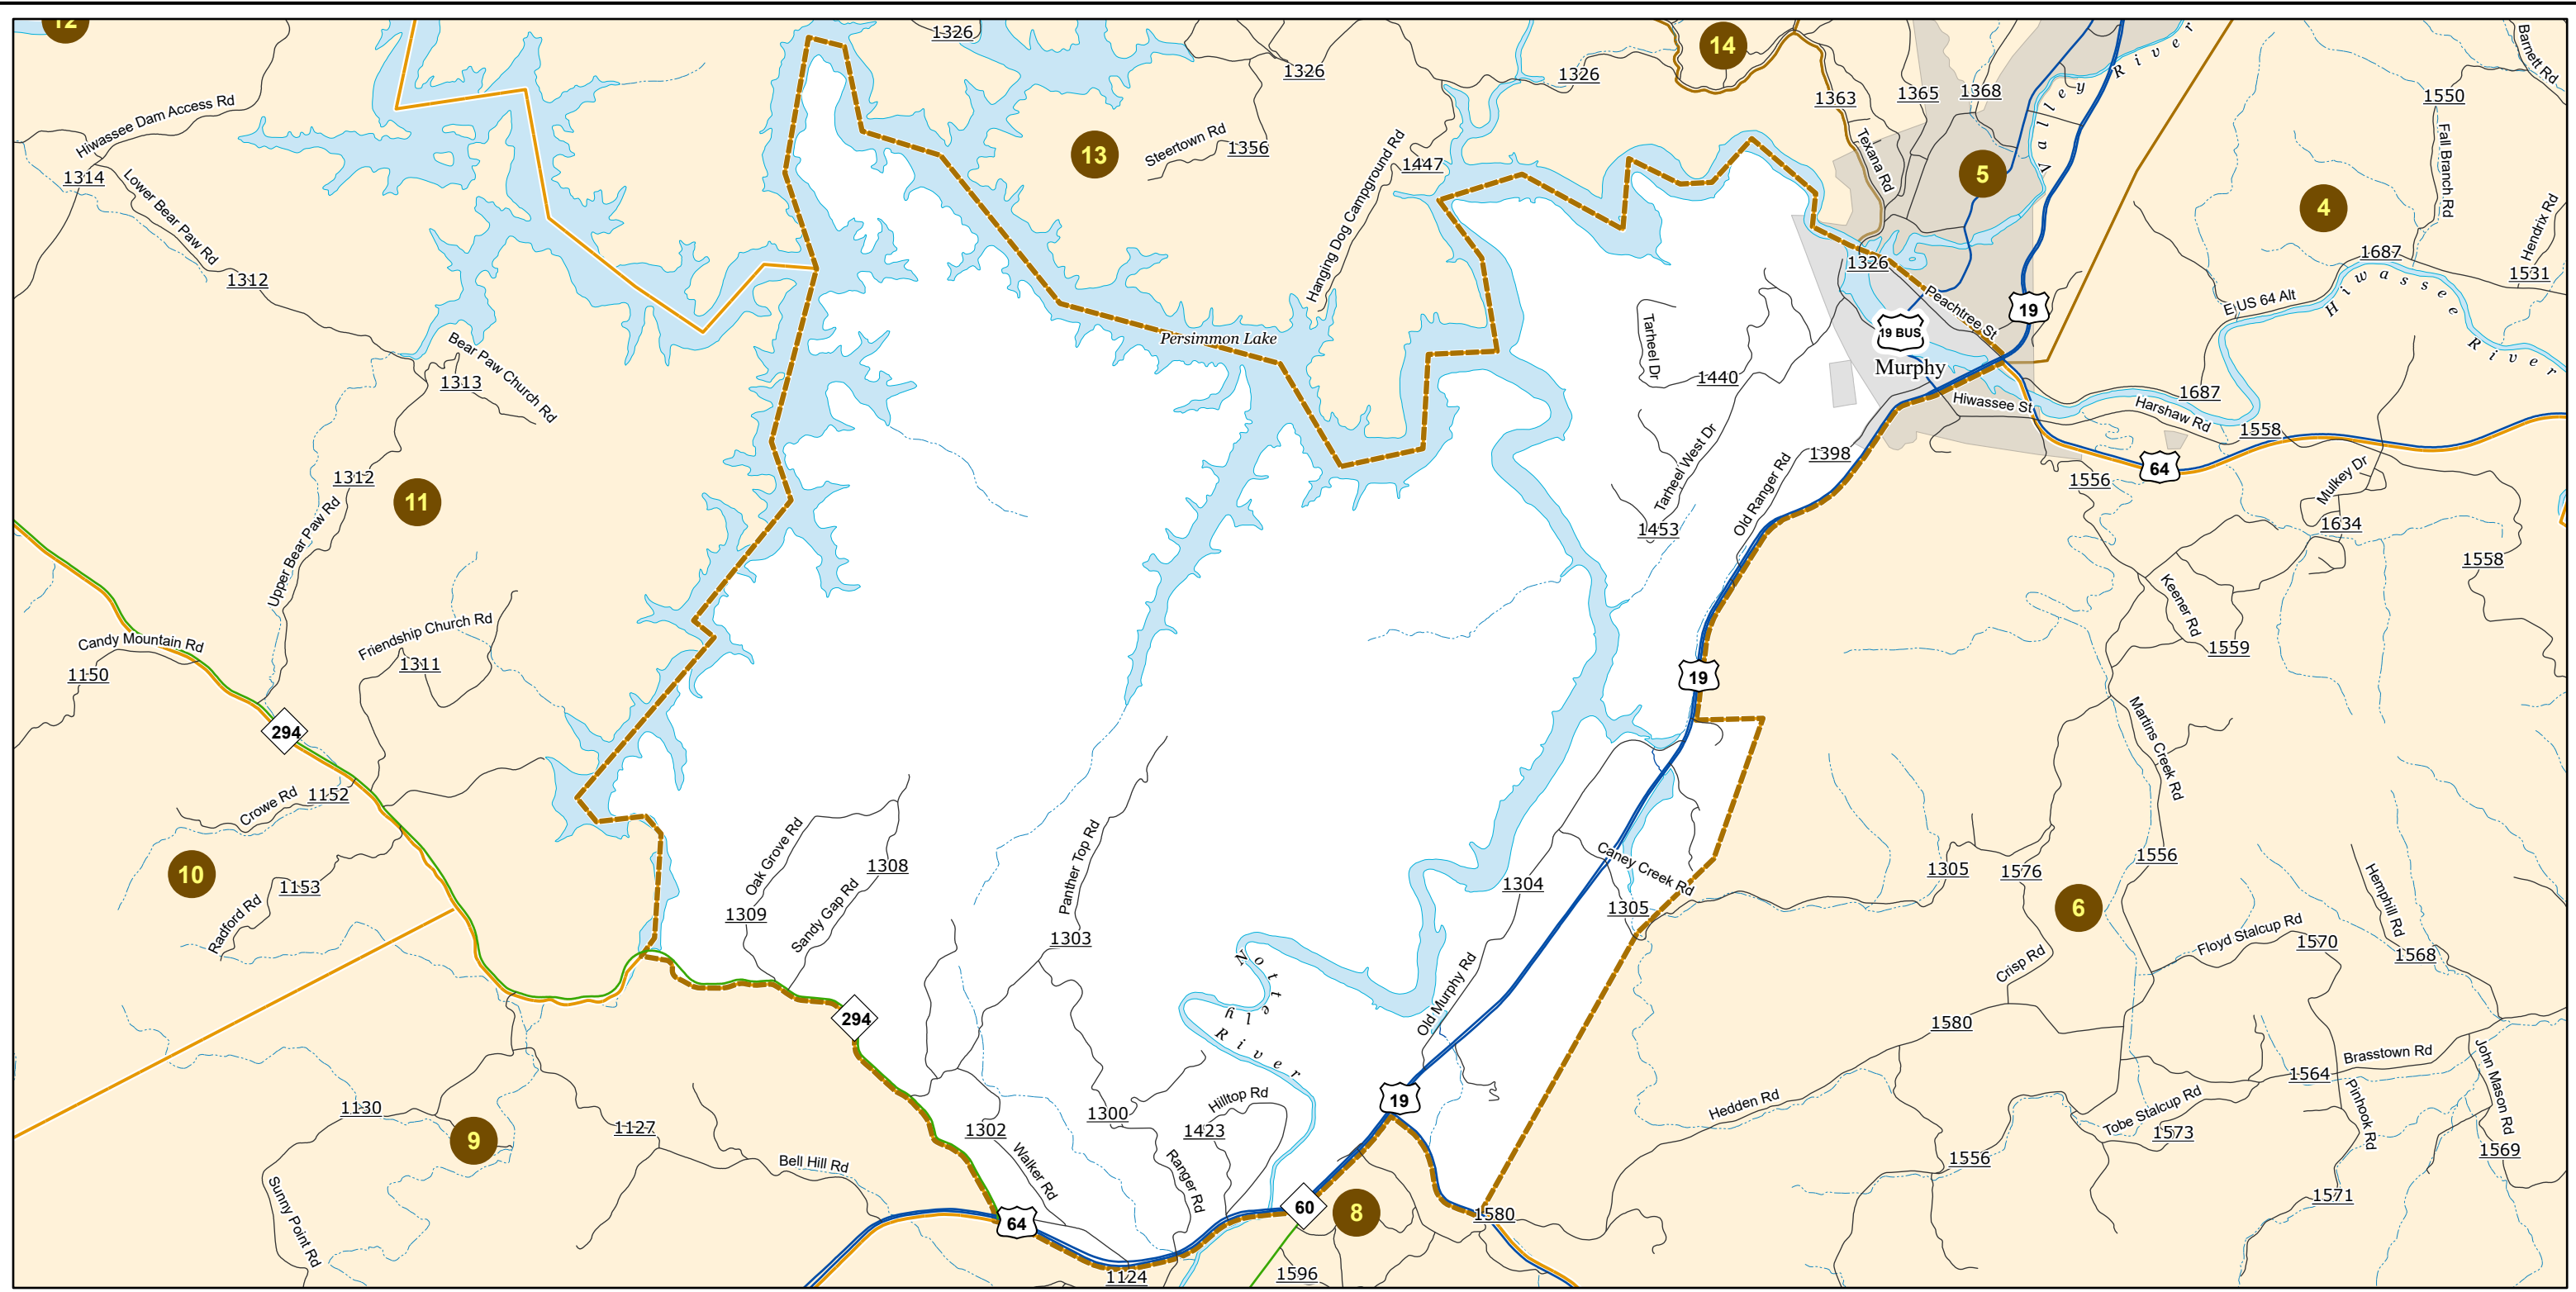 12
1326
1326
1326
14
1363
1365
1368
Valley River
Barnett Rd
1550
Hiwassee Dam Access Rd
1314
Lower Bear Paw Rd
1312
13
Steertown Rd
1356
Hanging Dog Campground Rd
1447
Texana Rd
5
4
Fall Branch Rd
Hendrix Rd
1687
1531
1326
Peachtree St
19
E US 64 Alt
Hiwassee River
Persimmon Lake
19 BUS
Murphy
Tarheel Dr
1440
Bear Paw Church Rd
1313
Hiwassee St
1687
Harshaw Rd
1558
64
1312
11
Upper Bear Paw Rd
Tarheel West Dr
1453
Old Ranger Rd
1398
1556
Mulkey Dr
1634
1558
Keener Rd
1559
Candy Mountain Rd
1150
Friendship Church Rd
1311
294
19
Martins Creek Rd
Crowe Rd
1152
10
1153
Radford Rd
Oak Grove Rd
1309
1308
Sandy Gap Rd
Panther Top Rd
1303
1304
Caney Creek Rd
1305
1305
1576
1556
6
Hemphill Rd
1568
Floyd Stalcup Rd
1570
Crisp Rd
Nottely River
Old Murphy Rd
294
1580
Brasstown Rd
1564
John Mason Rd
1130
9
1127
Bell Hill Rd
Sunny Point Rd
1302
Walker Rd
1300
Hilltop Rd
1423
Ranger Rd
19
Hedden Rd
Tobe Stalcup Rd
1573
Pinhook Rd
1569
1556
1571
64
60
8
1580
1124
1596